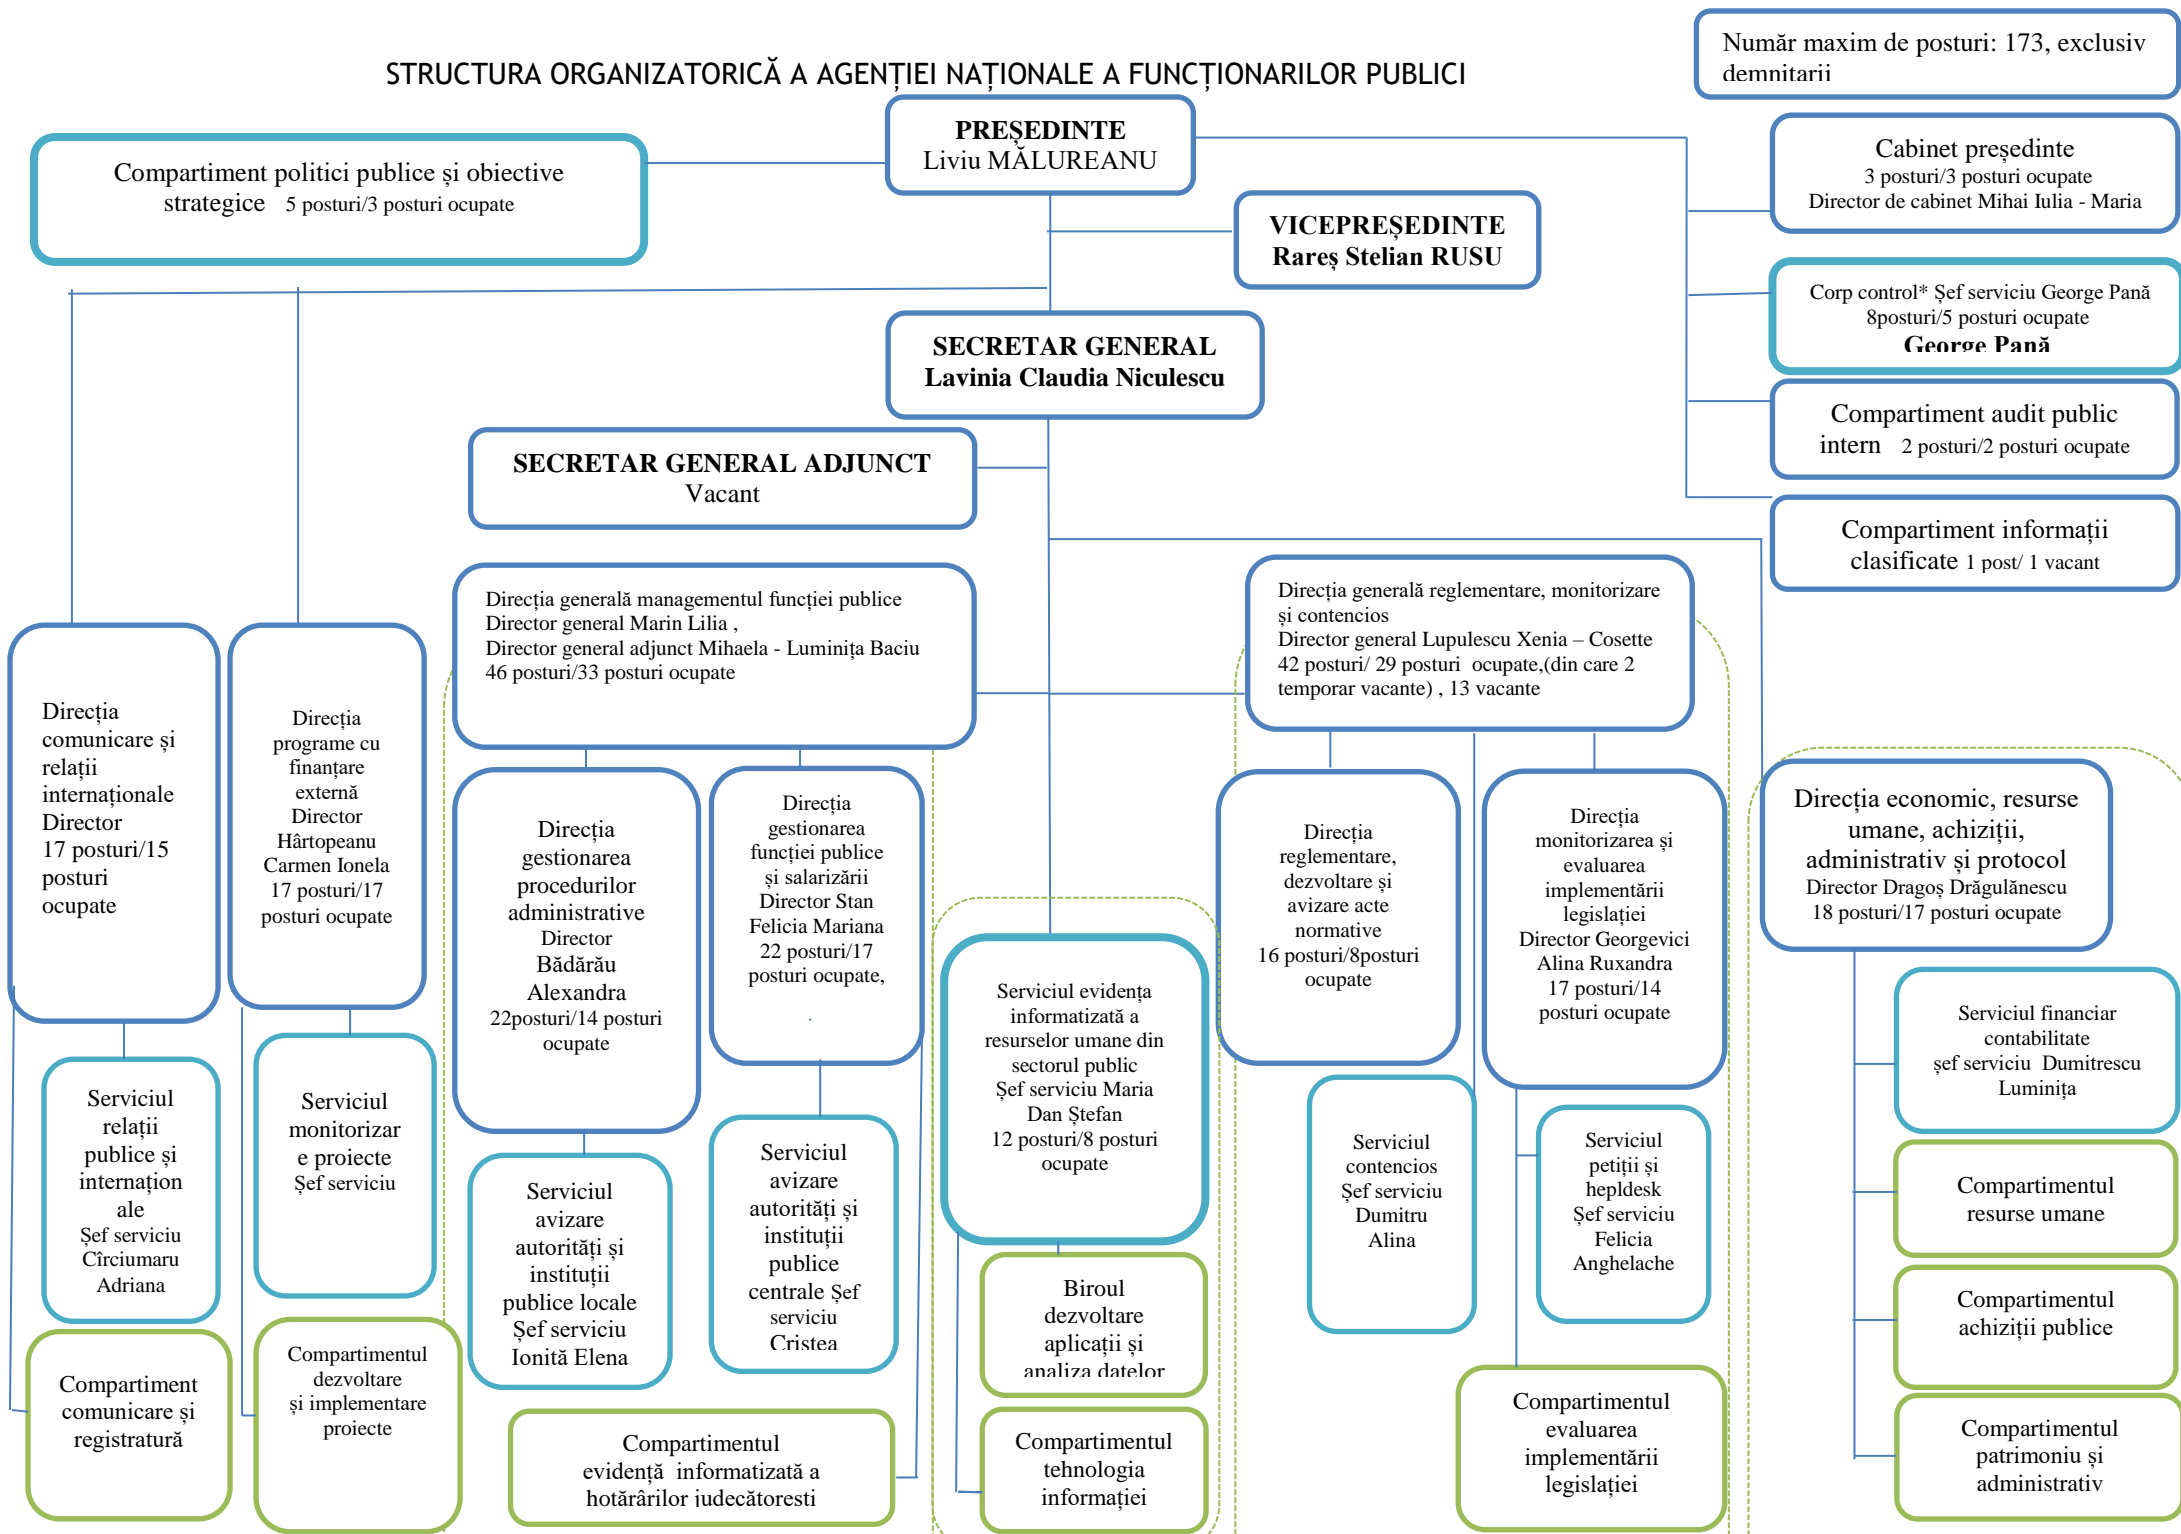 STRUCTURA ORGANIZATORICĂ A AGENȚIEI NAȚIONALE A FUNCȚIONARILOR PUBLICI
Număr maxim de posturi: 173, exclusiv
demnitarii
PREȘEDINTE
Liviu MĂLUREANU
Compartiment politici publice și obiective
strategice 5 posturi/3 posturi ocupate
Cabinet președinte
3 posturi/3 posturi ocupate
Director de cabinet Mihai Iulia - Maria
VICEPREȘEDINTE
Rareș Stelian RUSU
Corp control* Șef serviciu George Pană
8posturi/5 posturi ocupate
George Pană
SECRETAR GENERAL
Lavinia Claudia Niculescu
Compartiment audit public
intern 2 posturi/2 posturi ocupate
SECRETAR GENERAL ADJUNCT
Vacant
Compartiment informații
clasificate 1 post/ 1 vacant
Direcția generală managementul funcției publice
Director general Marin Lilia ,
Director general adjunct Mihaela - Luminița Baciu
46 posturi/33 posturi ocupate
Direcția generală reglementare, monitorizare
și contencios
Director general Lupulescu Xenia – Cosette
42 posturi/ 29 posturi ocupate,(din care 2
temporar vacante) , 13 vacante
Direcția
comunicare și
relații
internaționale
Director
17 posturi/15
posturi
ocupate
Direcția
programe cu
finanțare
externă
Director
Hârtopeanu
Carmen Ionela
17 posturi/17
posturi ocupate
Direcția
gestionarea
procedurilor
administrative
Director
Bădărău
Alexandra
22posturi/14 posturi
ocupate
Direcția
gestionarea
funcției publice
și salarizării
Director Stan
Felicia Mariana
22 posturi/17
posturi ocupate,
.
Serviciul evidența
informatizată a
resurselor umane din
sectorul public
Șef serviciu Maria
Dan Ștefan
12 posturi/8 posturi
ocupate
Direcția
reglementare,
dezvoltare și
avizare acte
normative
16 posturi/8posturi
ocupate
Direcția
monitorizarea și
evaluarea
implementării
legislației
Director Georgevici
Alina Ruxandra
17 posturi/14
posturi ocupate
Direcția economic, resurse
umane, achiziții,
administrativ și protocol
Director Dragoș Drăgulănescu
18 posturi/17 posturi ocupate
Serviciul
relații
publice și
internațion
ale
Șef serviciu
Cîrciumaru
Adriana
Serviciul
monitorizar
e proiecte
Șef serviciu
Serviciul
avizare
autorități și
instituții
publice locale
Șef serviciu
Ioniță Elena
Serviciul
avizare
autorități și
instituții
publice
centrale Șef
serviciu
Cristea
Biroul
dezvoltare
aplicații și
analiza datelor
Serviciul
contencios
Șef serviciu
Dumitru
Alina
Serviciul
petiții și
hepldesk
Șef serviciu
Felicia
Anghelache
Serviciul financiar
contabilitate
șef serviciu Dumitrescu
Luminița
Compartimentul
resurse umane
Compartimentul
achiziții publice
Compartimentul
patrimoniu și
administrativ
Compartiment
comunicare și
registratură
Compartimentul
dezvoltare
și implementare
proiecte
Compartimentul
evidență informatizată a
hotărârilor judecătorești
Compartimentul
tehnologia
informației
Compartimentul
evaluarea
implementării
legislației